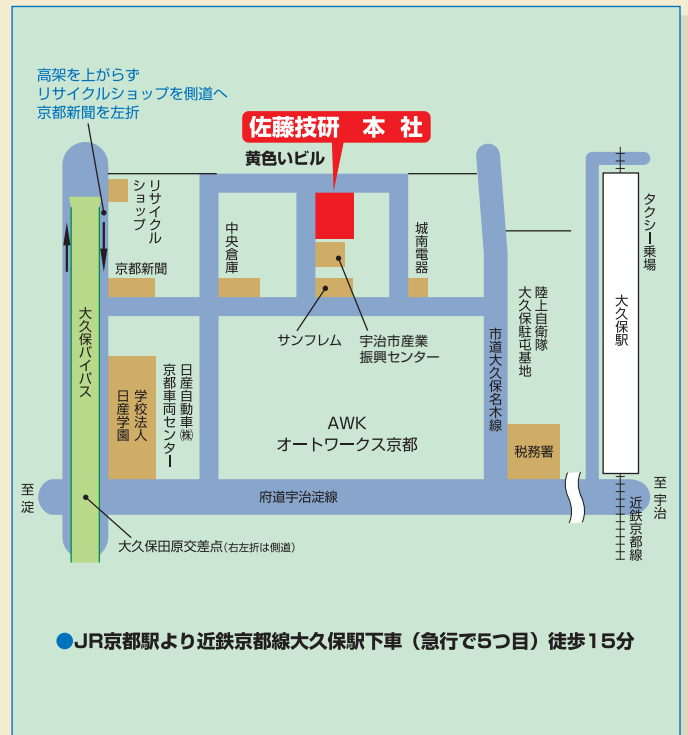 高架を上がらず
リサイクルショップを側道へ
京都新聞を左折
佐藤技研 本 社
黄色いビル
リサイクル
ショップ
京都新聞
中央倉庫
城南電器
タクシー乗場
大久保駅
陸上自衛隊
大久保駐屯基地
サンフレム
宇治市産業
振興センター
大久保バイパス
市道大久保名木線
日産自動車㈱
京都車両センター
学校法人
日産学園
AWK
オートワークス京都
税務署
至淀
府道宇治淀線
至宇治
近鉄京都線
大久保田原交差点(右左折は側道)
●JR京都駅より近鉄京都線大久保駅下車（急行で5つ目）徒歩15分